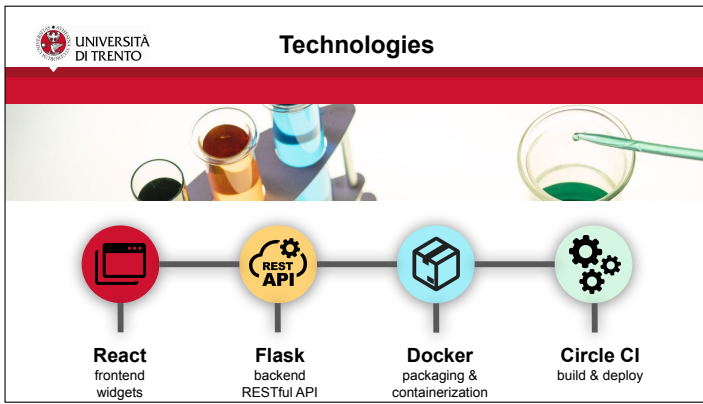 UNIVERSITÀ
DI TRENTO
Technologies
REST
API
React
frontend
widgets
Flask
backend
RESTful API
Docker
packaging &
containerization
Circle CI
build & deploy